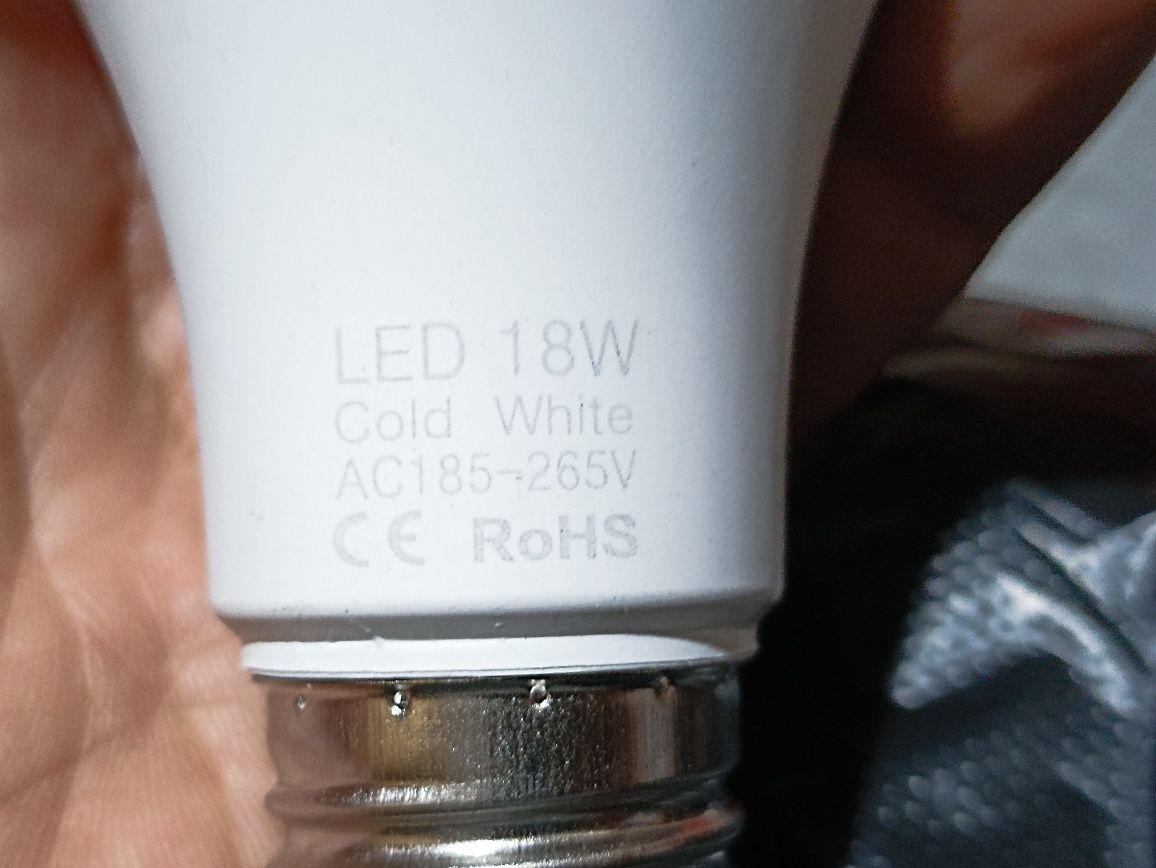 LED 18W
Cold White
AC185-265V
CE RoHS